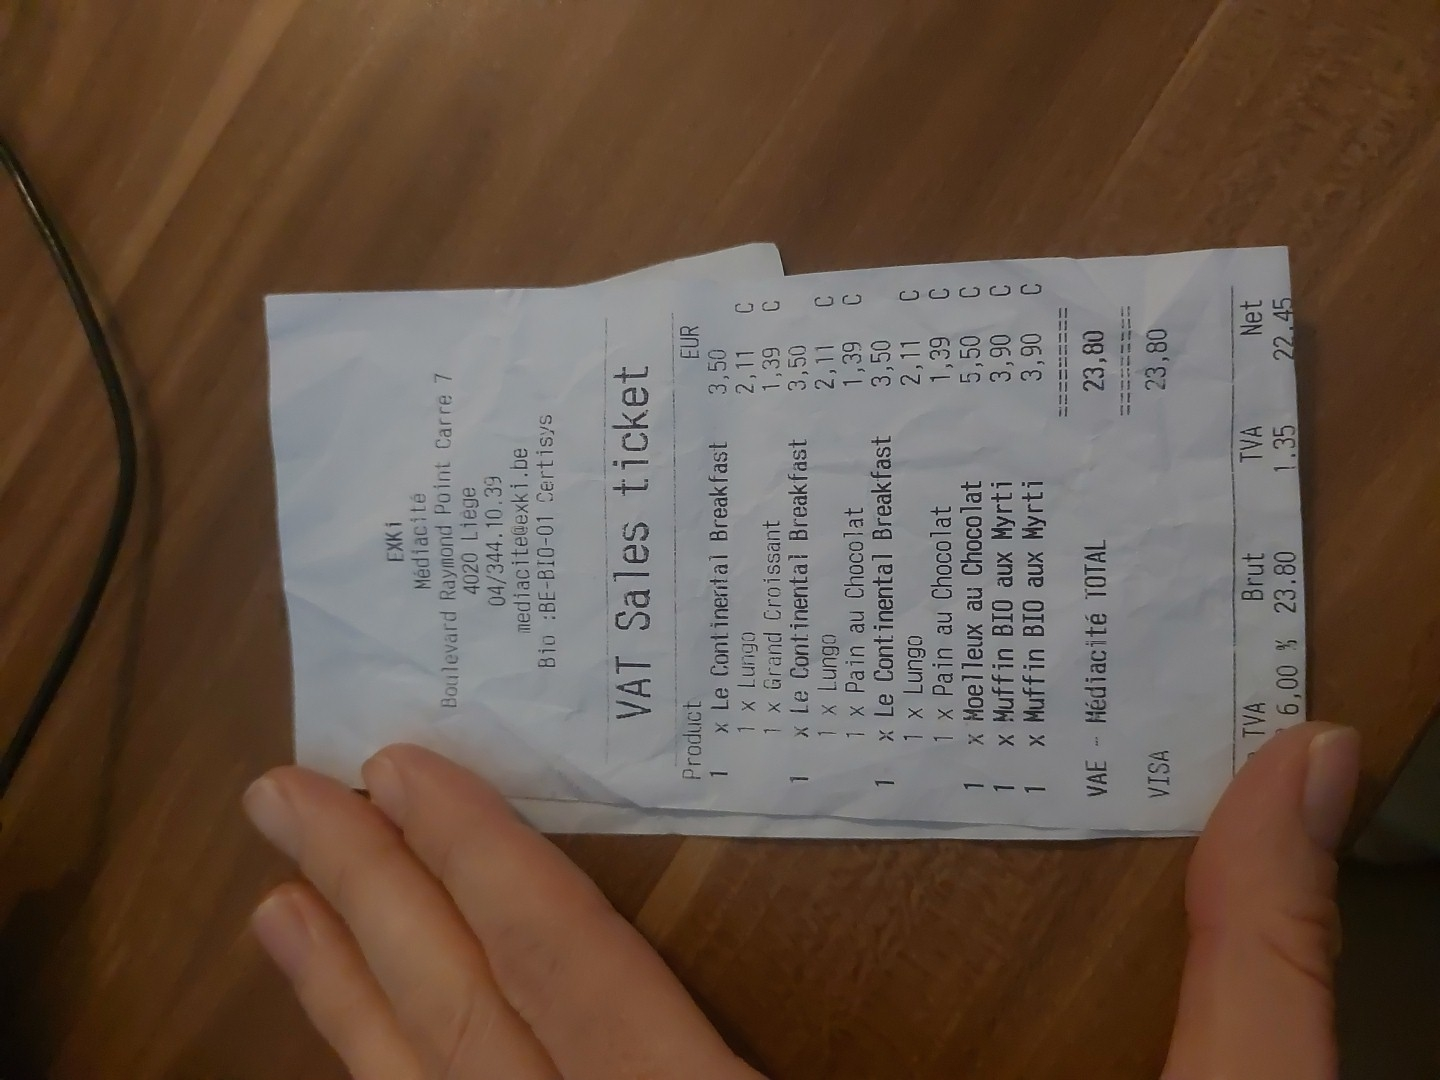 EXKi
Médiacité
Boulevard Raymond Point Carre 7
4020 Liège
04/344.10.39
mediacite@exki.be
Bio :BE-BIO-01 Certisys
VAT Sales ticket
Product EUR
1 x Le Continental Breakfast 3,50
1 x Lungo 2,11 C
1 x Grand Croissant 1,39 C
1 x Le Continental Breakfast 3,50
1 x Lungo 2,11 C
1 x Pain au Chocolat 1,39 C
1 x Le Continental Breakfast 3,50
1 x Lungo 2,11 C
1 x Pain au Chocolat 1,39 C
1 x Moelleux au Chocolat 5,50 C
1 x Muffin BIO aux Myrti 3,90 C
1 x Muffin BIO aux Myrti 3,90 C
==========
VAE - Médiacité TOTAL 23,80
==========
VISA 23,80
TVA Brut TVA Net
6,00 % 23.80 1.35 22.45